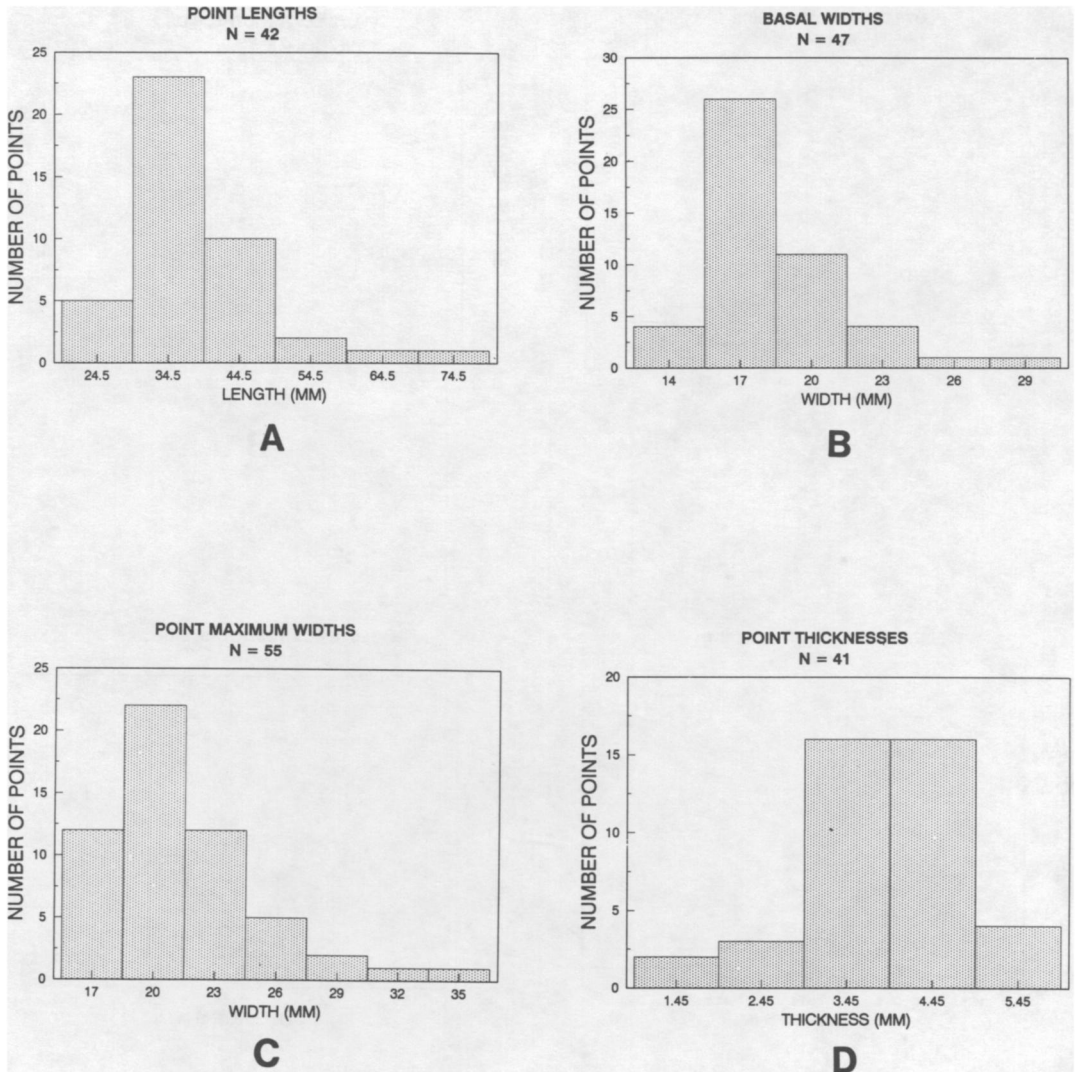 POINT LENGTHS
N = 42
25
20
15
10
5
0
NUMBER OF POINTS
24.5 34.5 44.5 54.5 64.5 74.5
LENGTH (MM)
A
BASAL WIDTHS
N = 47
30
25
20
15
10
5
0
NUMBER OF POINTS
14 17 20 23 26 29
WIDTH (MM)
B
POINT MAXIMUM WIDTHS
N = 55
25
20
15
10
5
0
NUMBER OF POINTS
17 20 23 26 29 32 35
WIDTH (MM)
C
POINT THICKNESSES
N = 41
20
15
10
5
0
NUMBER OF POINTS
1.45 2.45 3.45 4.45 5.45
THICKNESS (MM)
D